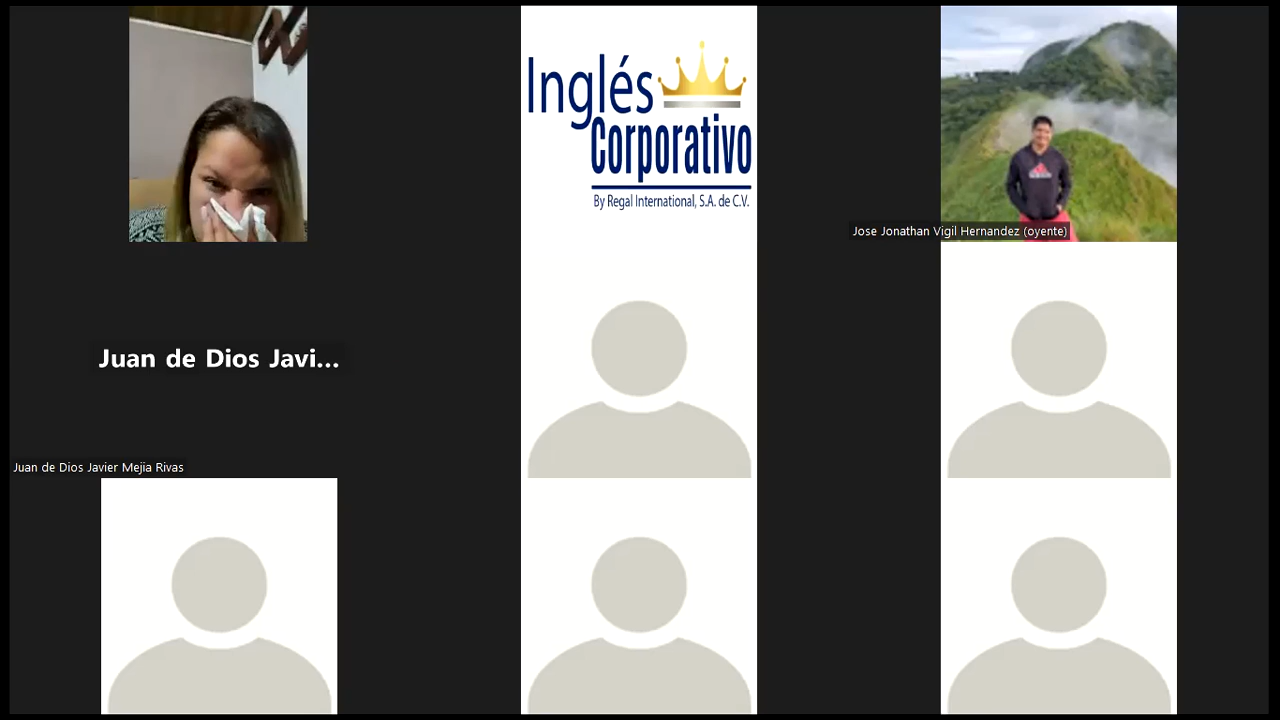 Inglés
Corporativo
By Regal International, S.A. de C.V.
Jose Jonathan Vigil Hernandez (oyente)
Juan de Dios Javi...
Juan de Dios Javier Mejia Rivas